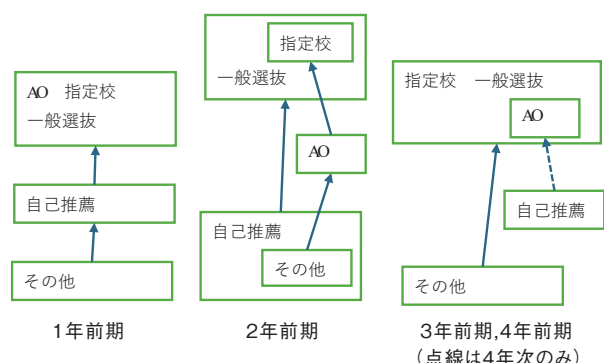 AO 指定校
一般選抜
自己推薦
その他
1年前期
指定校
一般選抜
AO
自己推薦
その他
2年前期
指定校 一般選抜
AO
自己推薦
その他
3年前期,4年前期
（点線は4年次のみ）